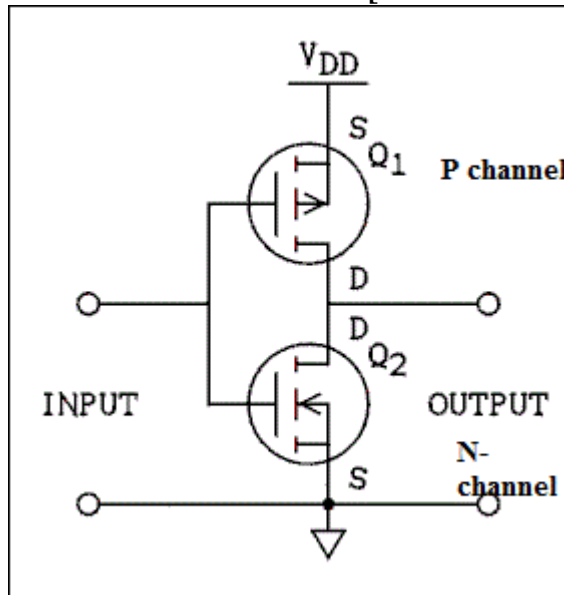 [
VDD
S
Q1
P channel
D
D
Q2
INPUT
OUTPUT
N-
channel
S